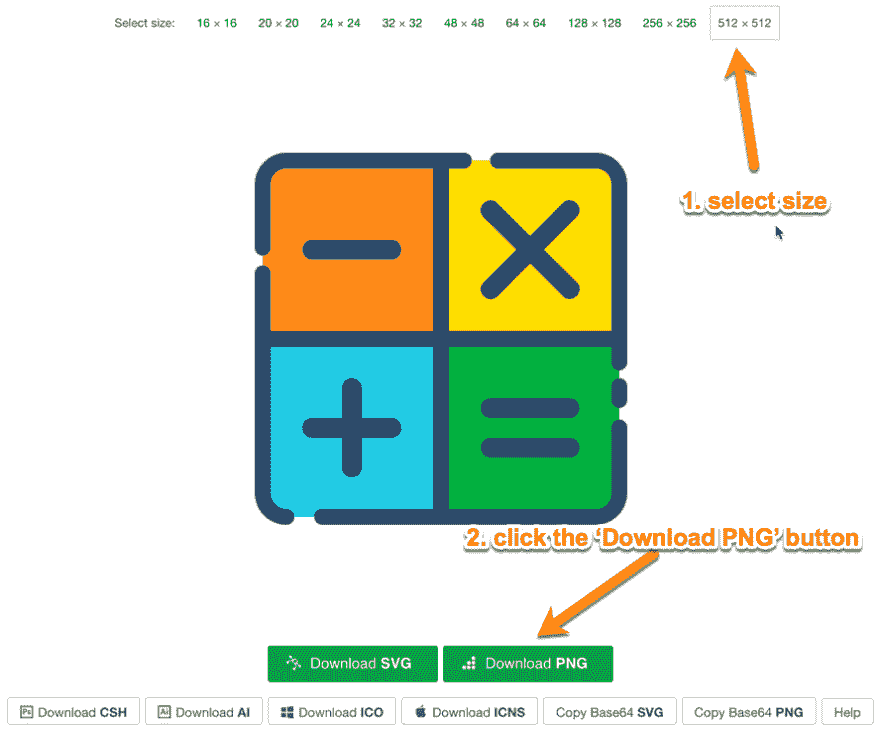 Select size: 16 × 16 20 × 20 24 × 24 32 × 32 48 × 48 64 × 64 128 × 128 256 × 256 512 × 512
1. select size
2. click the ‘Download PNG’ button
Download SVG Download PNG
Download CSH Download AI Download ICO Download ICNS Copy Base64 SVG Copy Base64 PNG Help